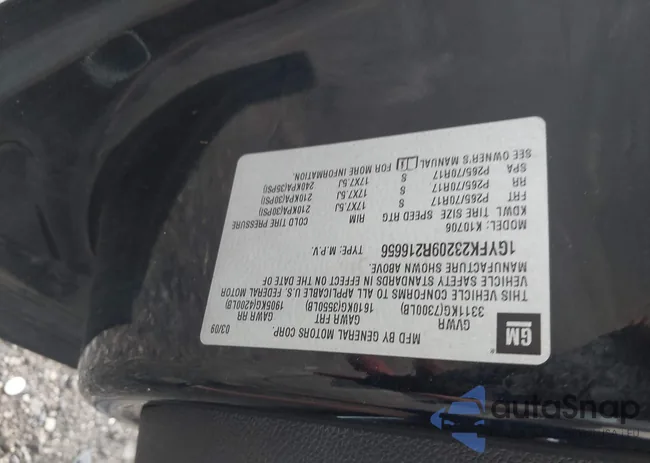 GM
MFD BY GENERAL MOTORS CORP.
03/09
GVWR GAWR FRT GAWR RR
3311KG(7300LB) 1610KG(3550LB) 1905KG(4200LB)
THIS VEHICLE CONFORMS TO ALL APPLICABLE U.S. FEDERAL MOTOR
VEHICLE SAFETY STANDARDS IN EFFECT ON THE DATE OF
MANUFACTURE SHOWN ABOVE.
1GYFK23209R216656 TYPE: M.P.V.
MODEL: K10706
KDWL TIRE SIZE SPEED RTG RIM COLD TIRE PRESSURE
FRT P265/70R17 S 17X7.5J 210KPA(30PSI)
RR P265/70R17 S 17X7.5J 210KPA(30PSI)
SPA P265/70R17 S 17X7.5J 240KPA(35PSI)
SEE OWNER'S MANUAL FOR MORE INFORMATION.
autoSnap